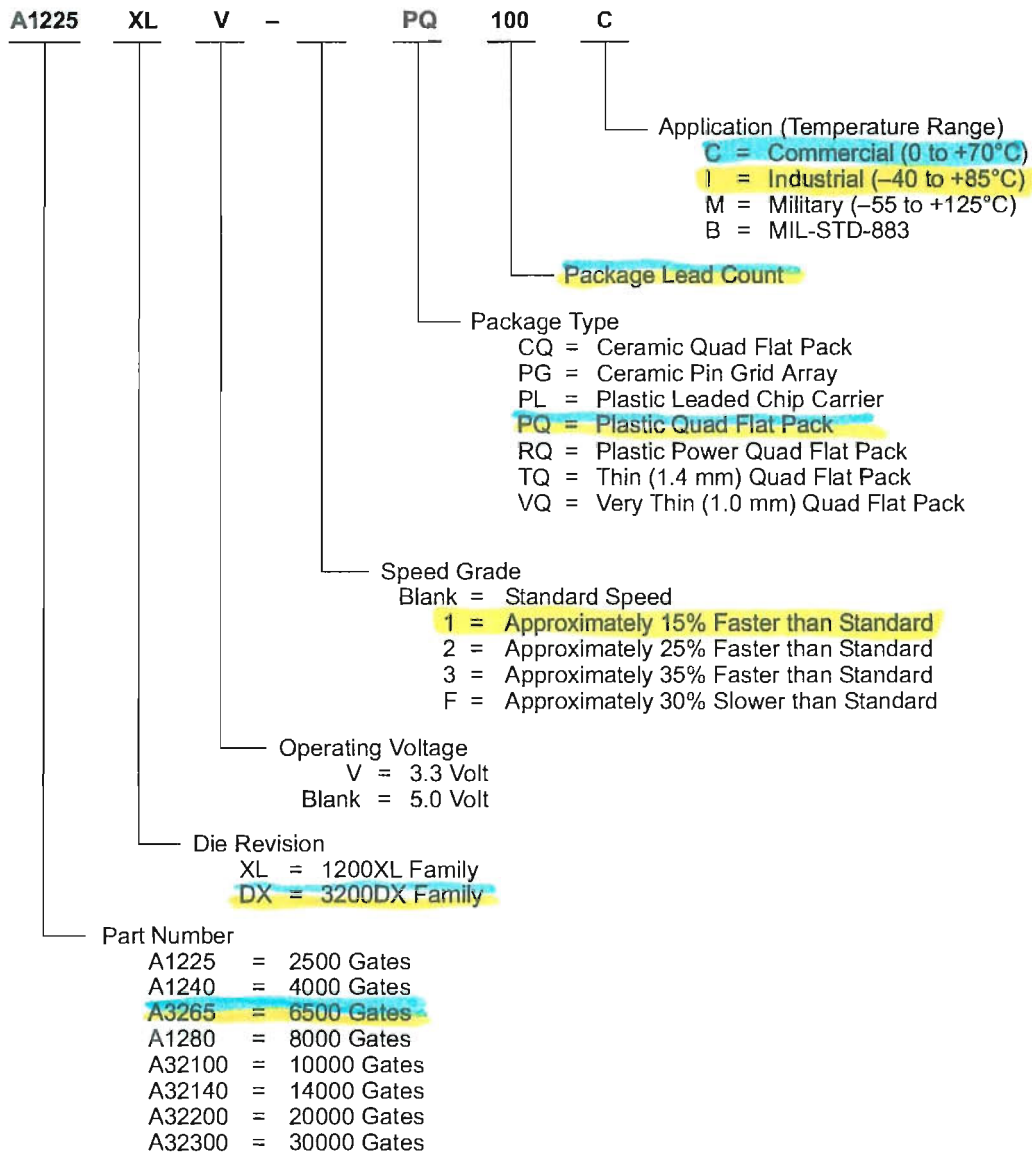 A1225 XL V – PQ 100 C
Application (Temperature Range)
C = Commercial (0 to +70°C)
I = Industrial (–40 to +85°C)
M = Military (–55 to +125°C)
B = MIL-STD-883
Package Lead Count
Package Type
CQ = Ceramic Quad Flat Pack
PG = Ceramic Pin Grid Array
PL = Plastic Leaded Chip Carrier
PQ = Plastic Quad Flat Pack
RQ = Plastic Power Quad Flat Pack
TQ = Thin (1.4 mm) Quad Flat Pack
VQ = Very Thin (1.0 mm) Quad Flat Pack
Speed Grade
Blank = Standard Speed
1 = Approximately 15% Faster than Standard
2 = Approximately 25% Faster than Standard
3 = Approximately 35% Faster than Standard
F = Approximately 30% Slower than Standard
Operating Voltage
V = 3.3 Volt
Blank = 5.0 Volt
Die Revision
XL = 1200XL Family
DX = 3200DX Family
Part Number
A1225 = 2500 Gates
A1240 = 4000 Gates
A3265 = 6500 Gates
A1280 = 8000 Gates
A32100 = 10000 Gates
A32140 = 14000 Gates
A32200 = 20000 Gates
A32300 = 30000 Gates